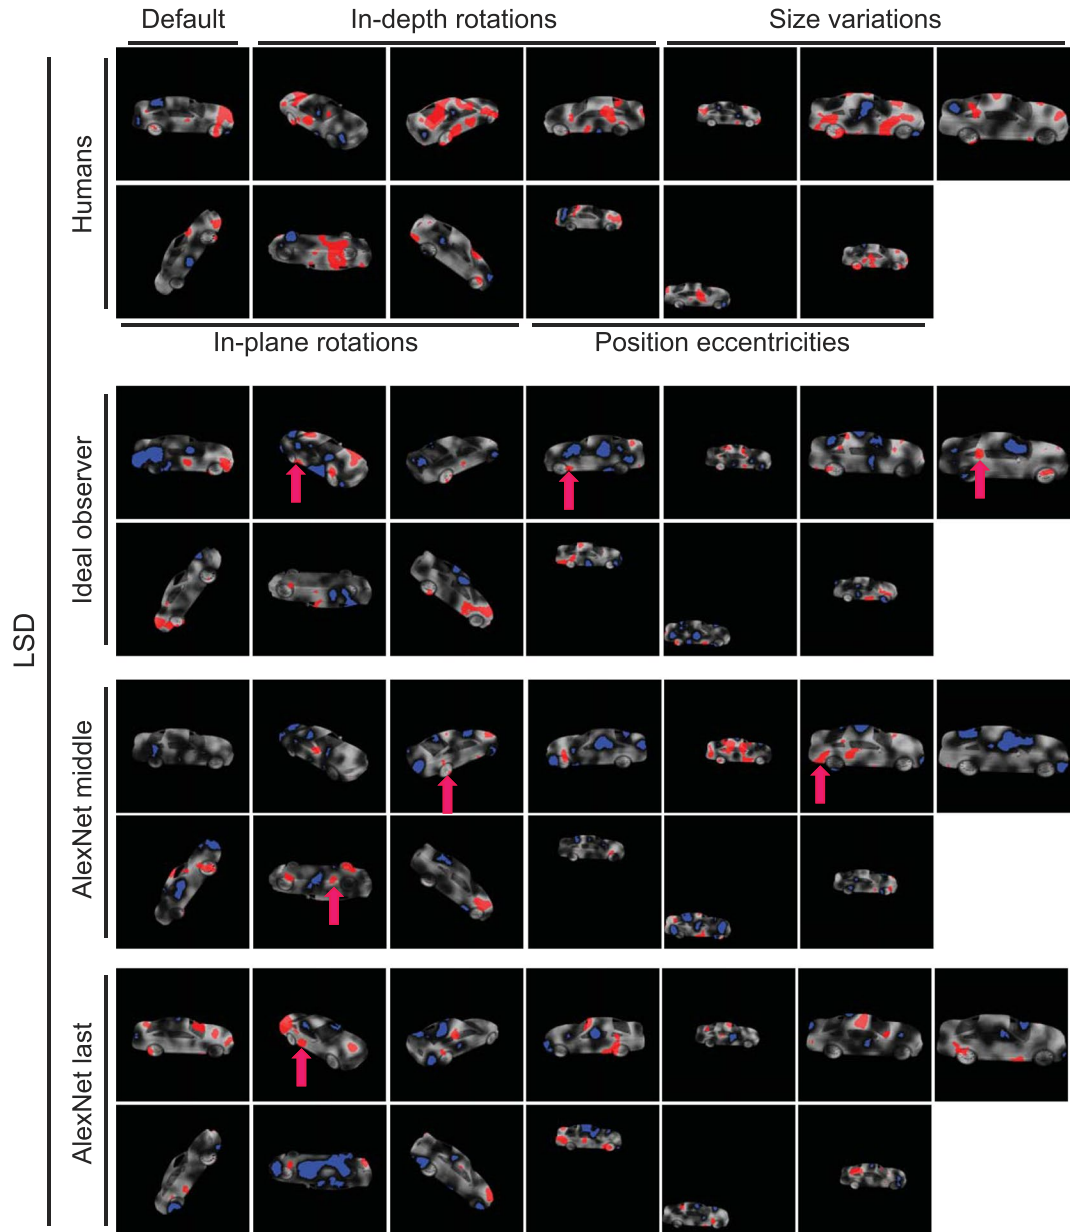 Default
In-depth rotations
Size variations
Humans
In-plane rotations
Position eccentricities
LSD
Ideal observer
AlexNet middle
AlexNet last